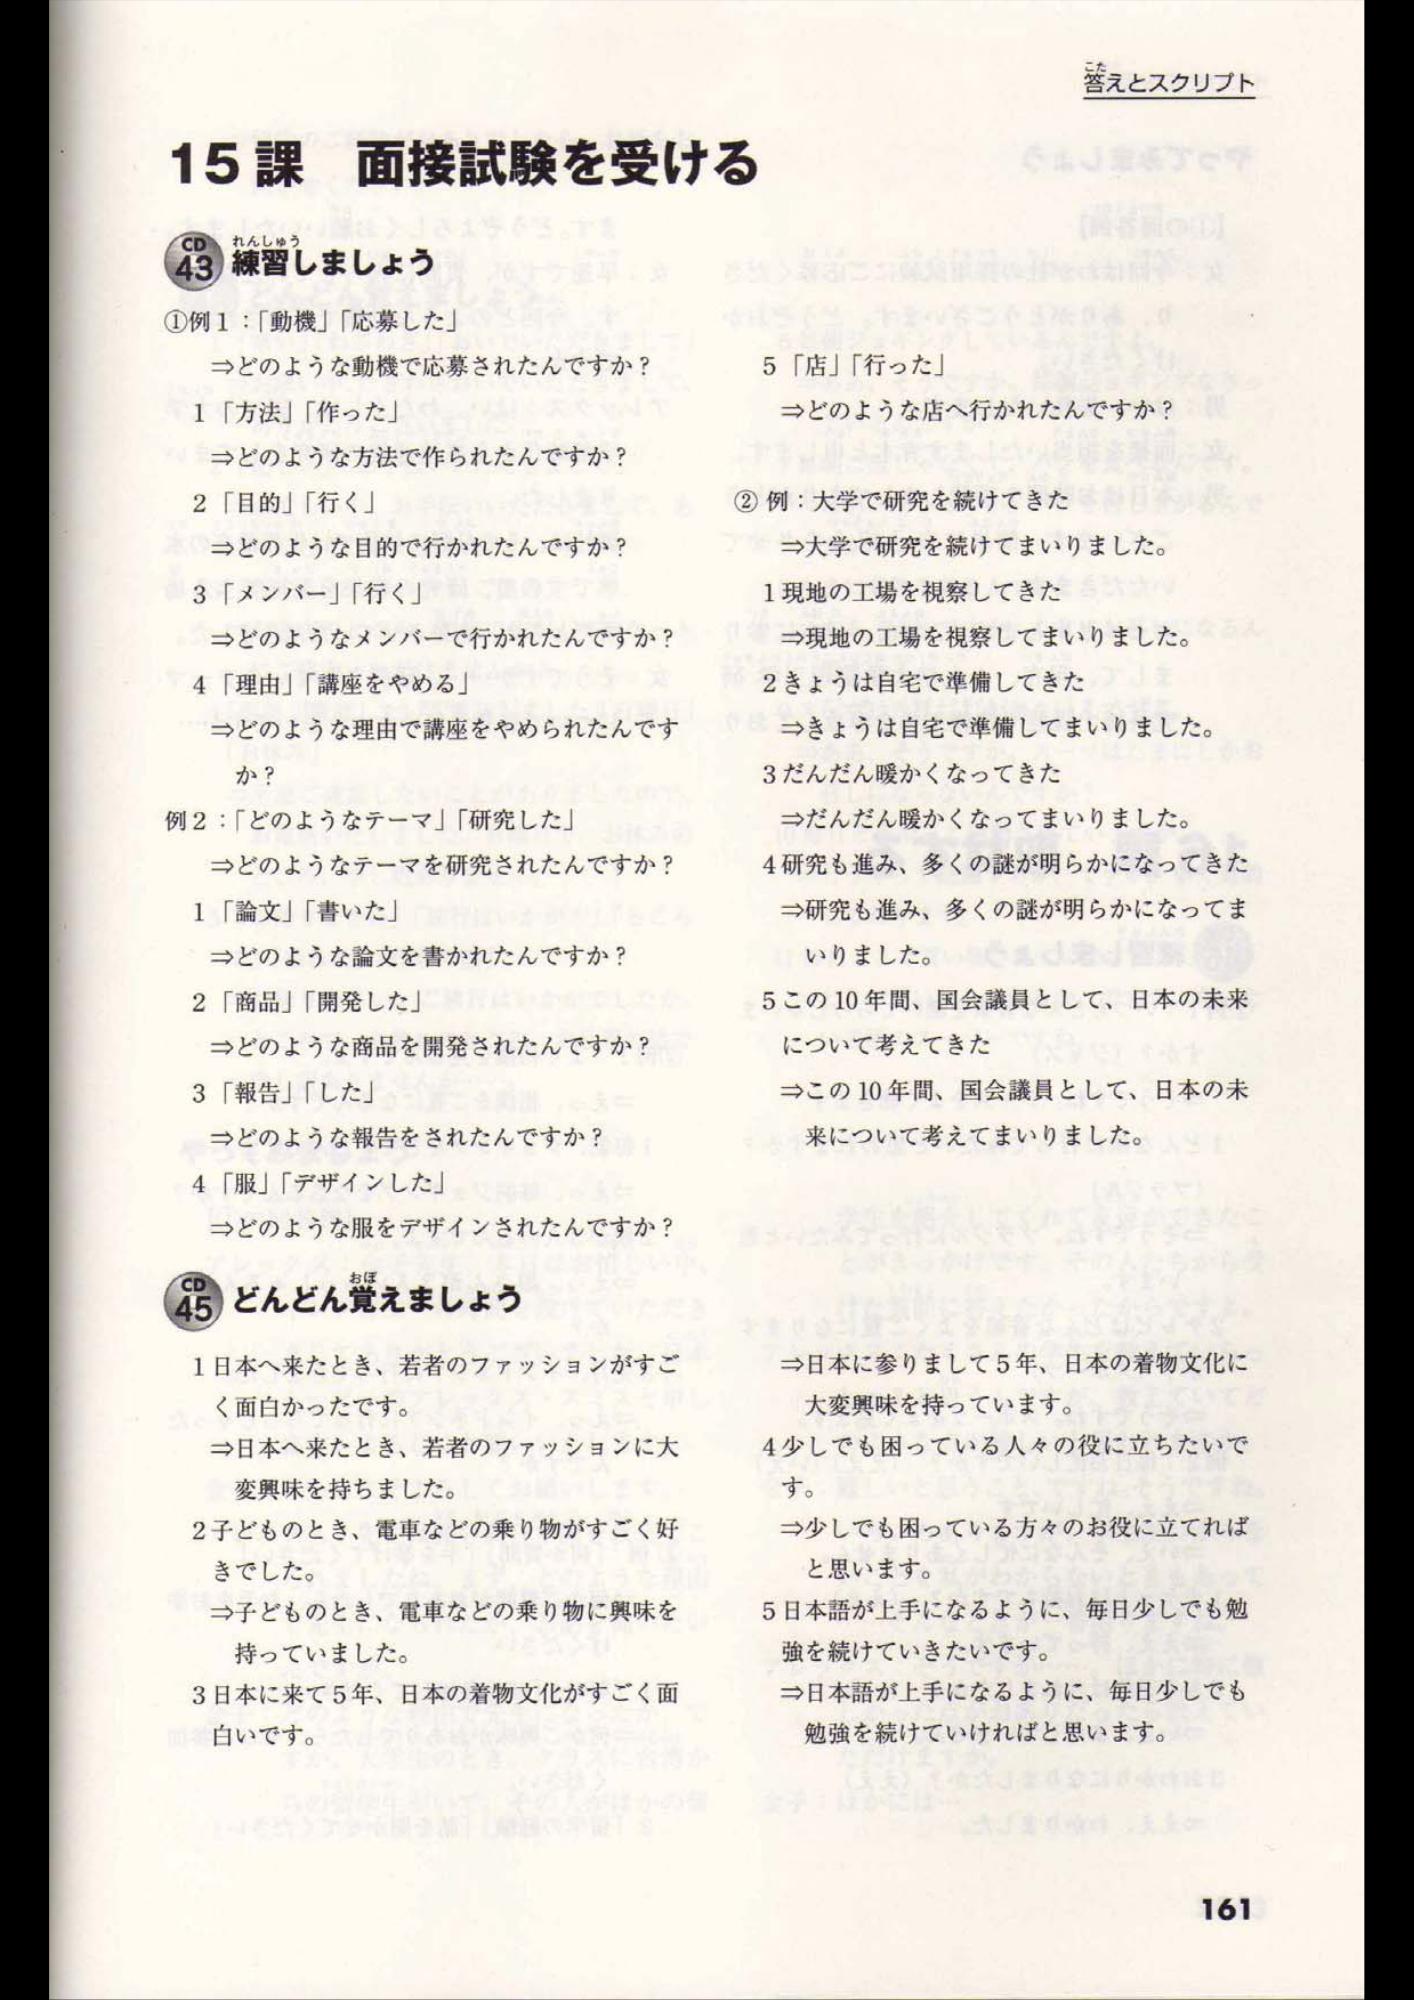 こた
答えとスクリプト
15課　面接試験を受ける
れんしゅう
CD 43 練習しましょう
①例1：「動機」「応募した」
⇒どのような動機で応募されたんですか？
1「方法」「作った」
⇒どのような方法で作られたんですか？
2「目的」「行く」
⇒どのような目的で行かれたんですか？
3「メンバー」「行く」
⇒どのようなメンバーで行かれたんですか？
4「理由」「講座をやめる」
⇒どのような理由で講座をやめられたんです
か？
例2：「どのようなテーマ」「研究した」
⇒どのようなテーマを研究されたんですか？
1「論文」「書いた」
⇒どのような論文を書かれたんですか？
2「商品」「開発した」
⇒どのような商品を開発されたんですか？
3「報告」「した」
⇒どのような報告をされたんですか？
4「服」「デザインした」
⇒どのような服をデザインされたんですか？
5「店」「行った」
⇒どのような店へ行かれたんですか？
②例：大学で研究を続けてきた
⇒大学で研究を続けてまいりました。
1現地の工場を視察してきた
⇒現地の工場を視察してまいりました。
2きょうは自宅で準備してきた
⇒きょうは自宅で準備してまいりました。
3だんだん暖かくなってきた
⇒だんだん暖かくなってまいりました。
4研究も進み、多くの謎が明らかになってきた
⇒研究も進み、多くの謎が明らかになってま
いりました。
5この10年間、国会議員として、日本の未来
について考えてきた
⇒この10年間、国会議員として、日本の未
来について考えてまいりました。
おぼ
CD 45 どんどん覚えましょう
1日本へ来たとき、若者のファッションがすご
く面白かったです。
⇒日本へ来たとき、若者のファッションに大
変興味を持ちました。
2子どものとき、電車などの乗り物がすごく好
きでした。
⇒子どものとき、電車などの乗り物に興味を
持っていました。
3日本に来て5年、日本の着物文化がすごく面
白いです。
⇒日本に参りまして5年、日本の着物文化に
大変興味を持っています。
4少しでも困っている人々の役に立ちたいで
す。
⇒少しでも困っている方々のお役に立てれば
と思います。
5日本語が上手になるように、毎日少しでも勉
強を続けていきたいです。
⇒日本語が上手になるように、毎日少しでも
勉強を続けていければと思います。
161